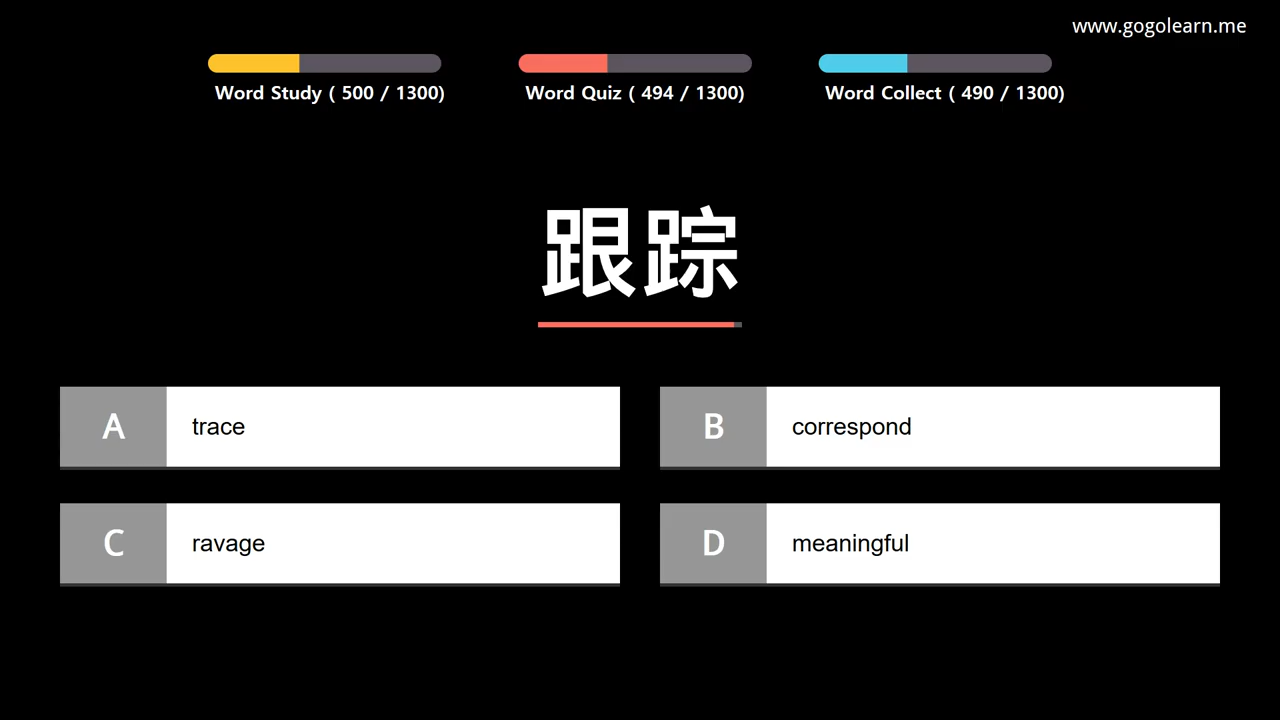 www.gogolearn.me
Word Study ( 500 / 1300)
Word Quiz ( 494 / 1300)
Word Collect ( 490 / 1300)
跟踪
A trace
B correspond
C ravage
D meaningful